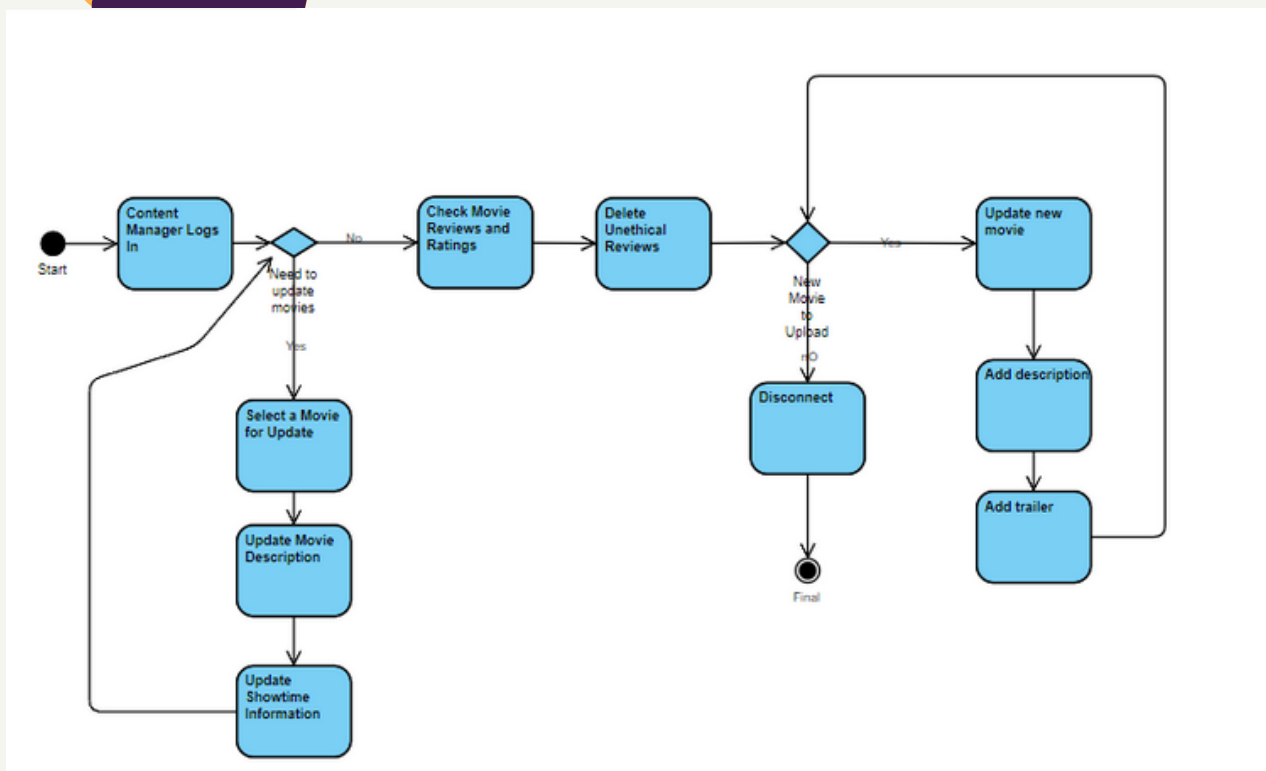 Start
Content
Manager Logs
In
Need to
update
movies
No
Yes
Select a Movie
for Update
Update Movie
Description
Update
Showtime
Information
Check Movie
Reviews and
Ratings
Delete
Unethical
Reviews
New
Movie
to
Upload
Yes
nO
Disconnect
Final
Update new
movie
Add description
Add trailer